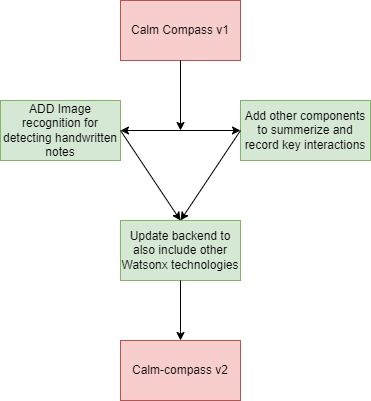 Calm Compass v1
ADD Image
recognition for
detecting handwritten
notes
Add other components
to summerize and
record key interactions
Update backend to
also include other
Watsonx technologies
Calm-compass v2